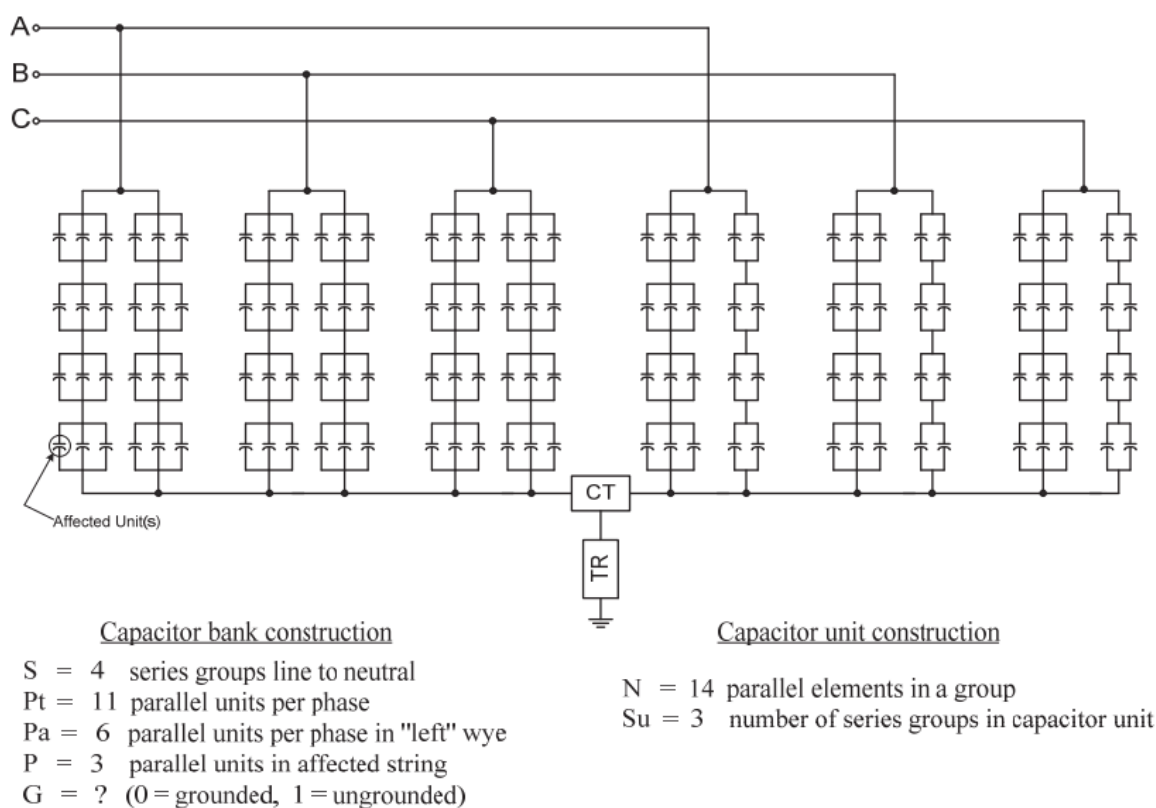 A
B
C
CT
TR
Affected Unit(s)
Capacitor bank construction
S = 4 series groups line to neutral
Pt = 11 parallel units per phase
Pa = 6 parallel units per phase in "left" wye
P = 3 parallel units in affected string
G = ? (0 = grounded, 1 = ungrounded)
Capacitor unit construction
N = 14 parallel elements in a group
Su = 3 number of series groups in capacitor unit